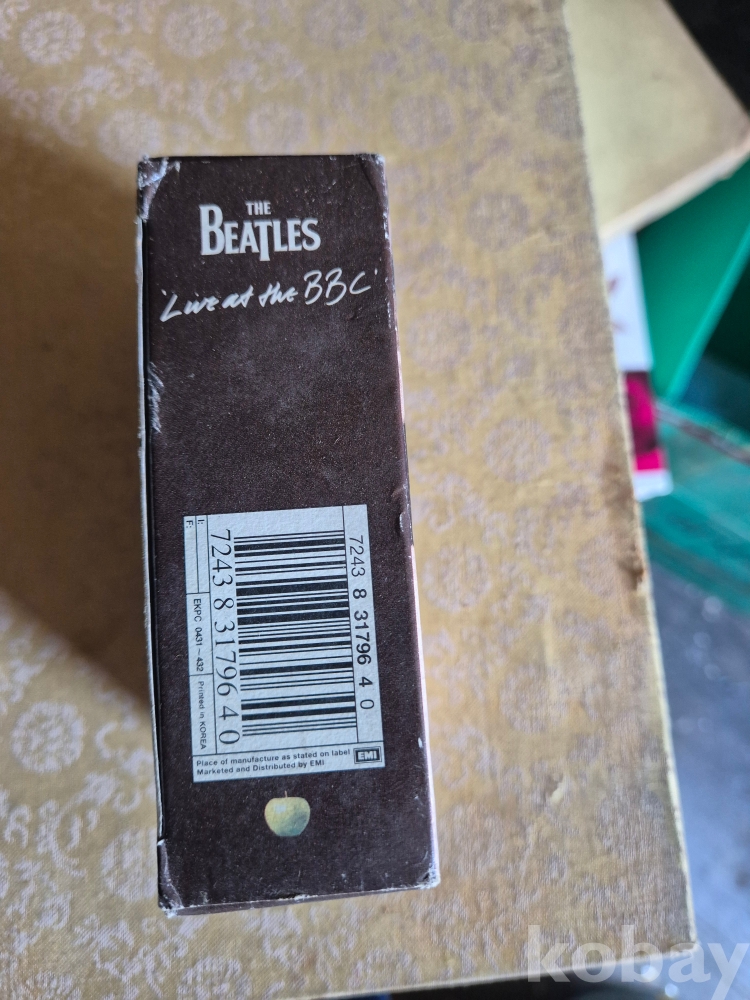 THE
BEATLES
'Live at the BBC'
7243 8 31796 4 0
7243 8 31796 4 0
I:
F:
EKPC 0431~432
Printed in KOREA
Place of manufacture as stated on label
Marketed and Distributed by EMI
EMI
kobay